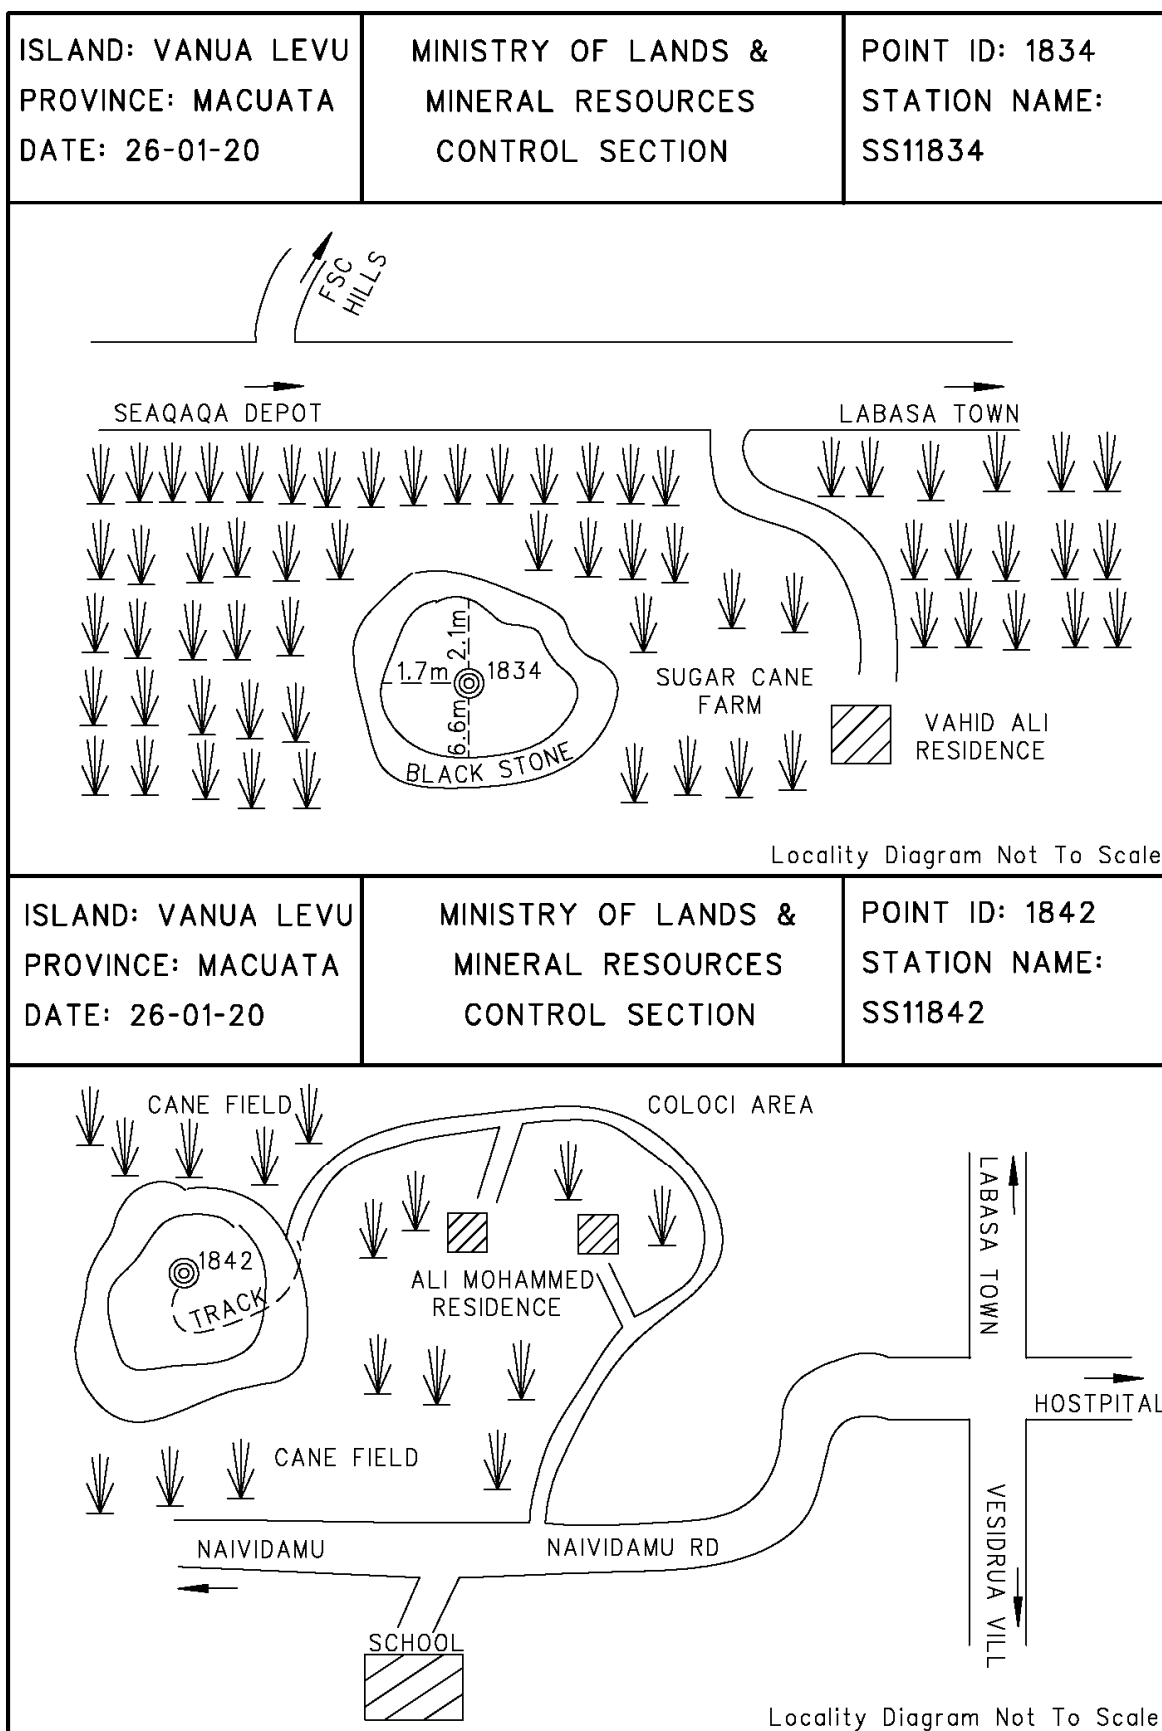 ISLAND: VANUA LEVU
PROVINCE: MACUATA
DATE: 26-01-20
MINISTRY OF LANDS &
MINERAL RESOURCES
CONTROL SECTION
POINT ID: 1834
STATION NAME:
SS11834
FSC
HILLS
SEAQAQA DEPOT
LABASA TOWN
2.1m
1.7m
1834
6.6m
BLACK STONE
SUGAR CANE
FARM
VAHID ALI
RESIDENCE
Locality Diagram Not To Scale
ISLAND: VANUA LEVU
PROVINCE: MACUATA
DATE: 26-01-20
MINISTRY OF LANDS &
MINERAL RESOURCES
CONTROL SECTION
POINT ID: 1842
STATION NAME:
SS11842
CANE FIELD
COLOCI AREA
LABASA TOWN
1842
TRACK
ALI MOHAMMED
RESIDENCE
HOSTPITAL
CANE FIELD
VESIDRUA VILL
NAIVIDAMU
NAIVIDAMU RD
SCHOOL
Locality Diagram Not To Scale